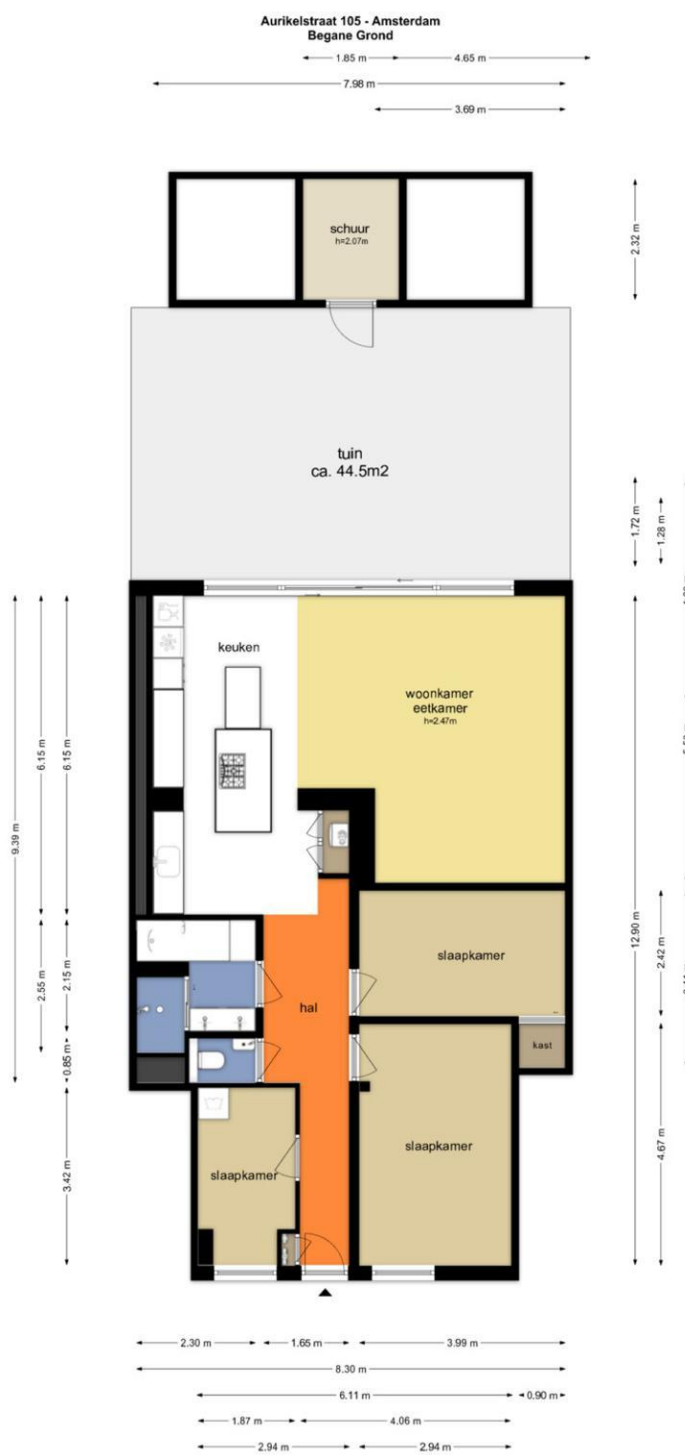 Aurikelstraat 105 - Amsterdam
Begane Grond
1.85 m
4.65 m
7.98 m
3.69 m
schuur
h=2.07m
2.32 m
tuin
ca. 44.5m2
1.72 m
1.28 m
keuken
woonkamer
eetkamer
h=2.47m
6.15 m
6.15 m
9.39 m
12.90 m
2.42 m
slaapkamer
2.55 m
2.15 m
hal
kast
0.85 m
slaapkamer
4.67 m
slaapkamer
3.42 m
2.30 m
1.65 m
3.99 m
8.30 m
6.11 m
0.90 m
1.87 m
4.06 m
2.94 m
2.94 m